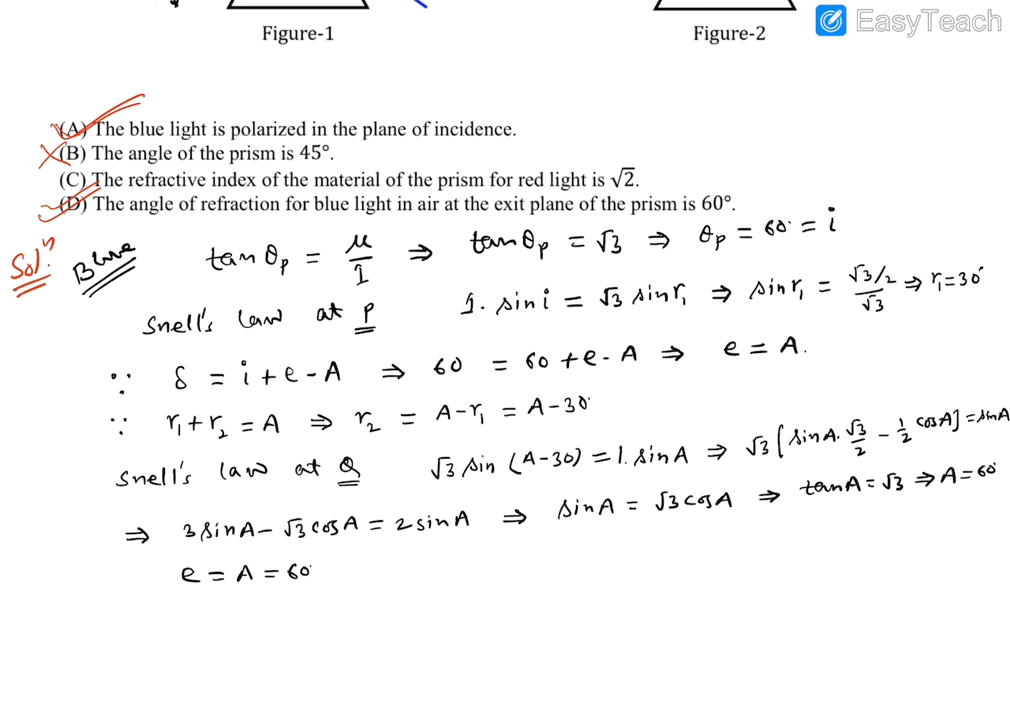 Figure-1
Figure-2
EasyTeach
(A) The blue light is polarized in the plane of incidence.
(B) The angle of the prism is 45°.
(C) The refractive index of the material of the prism for red light is √2.
(D) The angle of refraction for blue light in air at the exit plane of the prism is 60°.
Solⁿ: Blue tan θp = μ/1 ⇒ tan θp = √3 ⇒ θp = 60° = i
Snell's law at P 1. sin i = √3 sin r₁ ⇒ sin r₁ = (√3/2)/√3 ⇒ r₁ = 30°
∵ δ = i + e - A ⇒ 60 = 60 + e - A ⇒ e = A.
∵ r₁ + r₂ = A ⇒ r₂ = A - r₁ = A - 30°
Snell's law at Q √3 sin (A-30) = 1. sin A ⇒ √3 [sin A. √3/2 - 1/2 cos A] = sin A
⇒ 3 sin A - √3 cos A = 2 sin A ⇒ sin A = √3 cos A ⇒ tan A = √3 ⇒ A = 60°
e = A = 60°